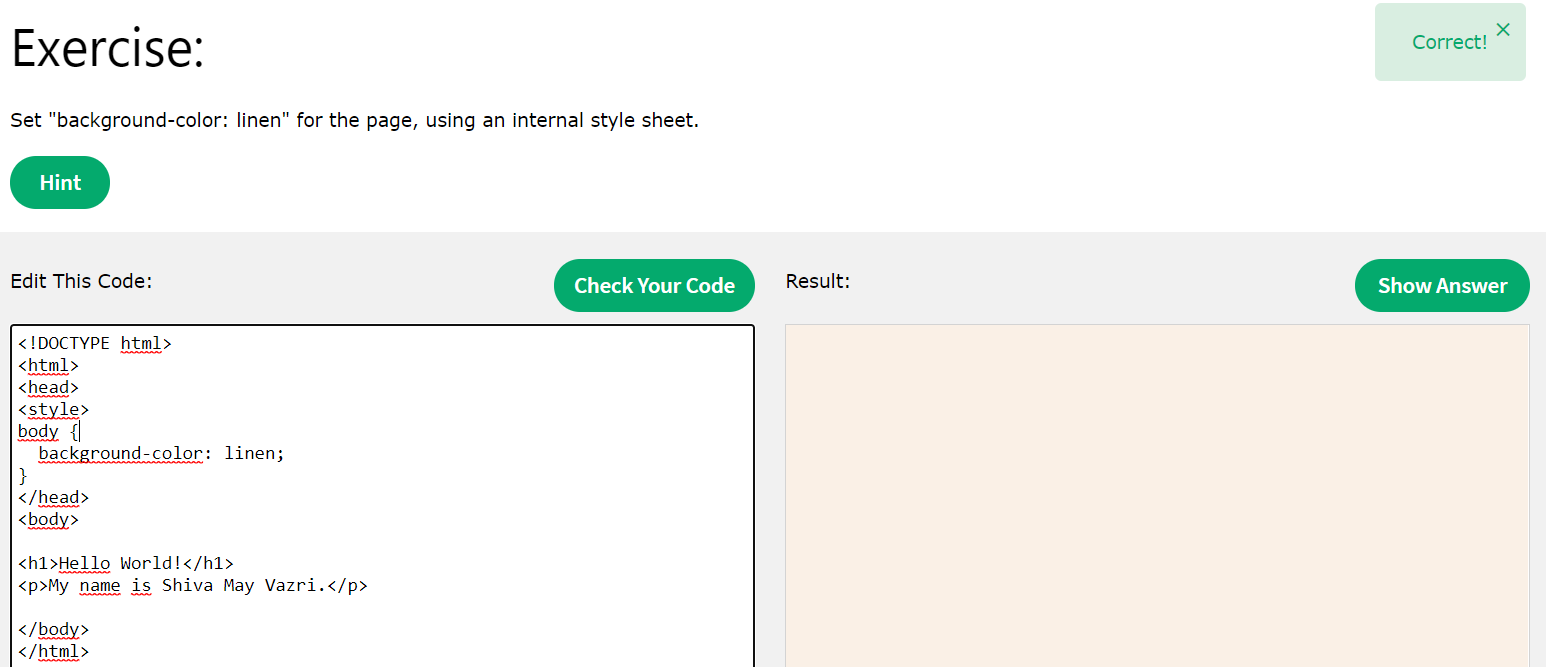 Exercise:
Correct! ×
Set "background-color: linen" for the page, using an internal style sheet.
Hint
Edit This Code:
Check Your Code
Result:
Show Answer
<!DOCTYPE html>
<html>
<head>
<style>
body {
  background-color: linen;
}
</head>
<body>

<h1>Hello World!</h1>
<p>My name is Shiva May Vazri.</p>

</body>
</html>